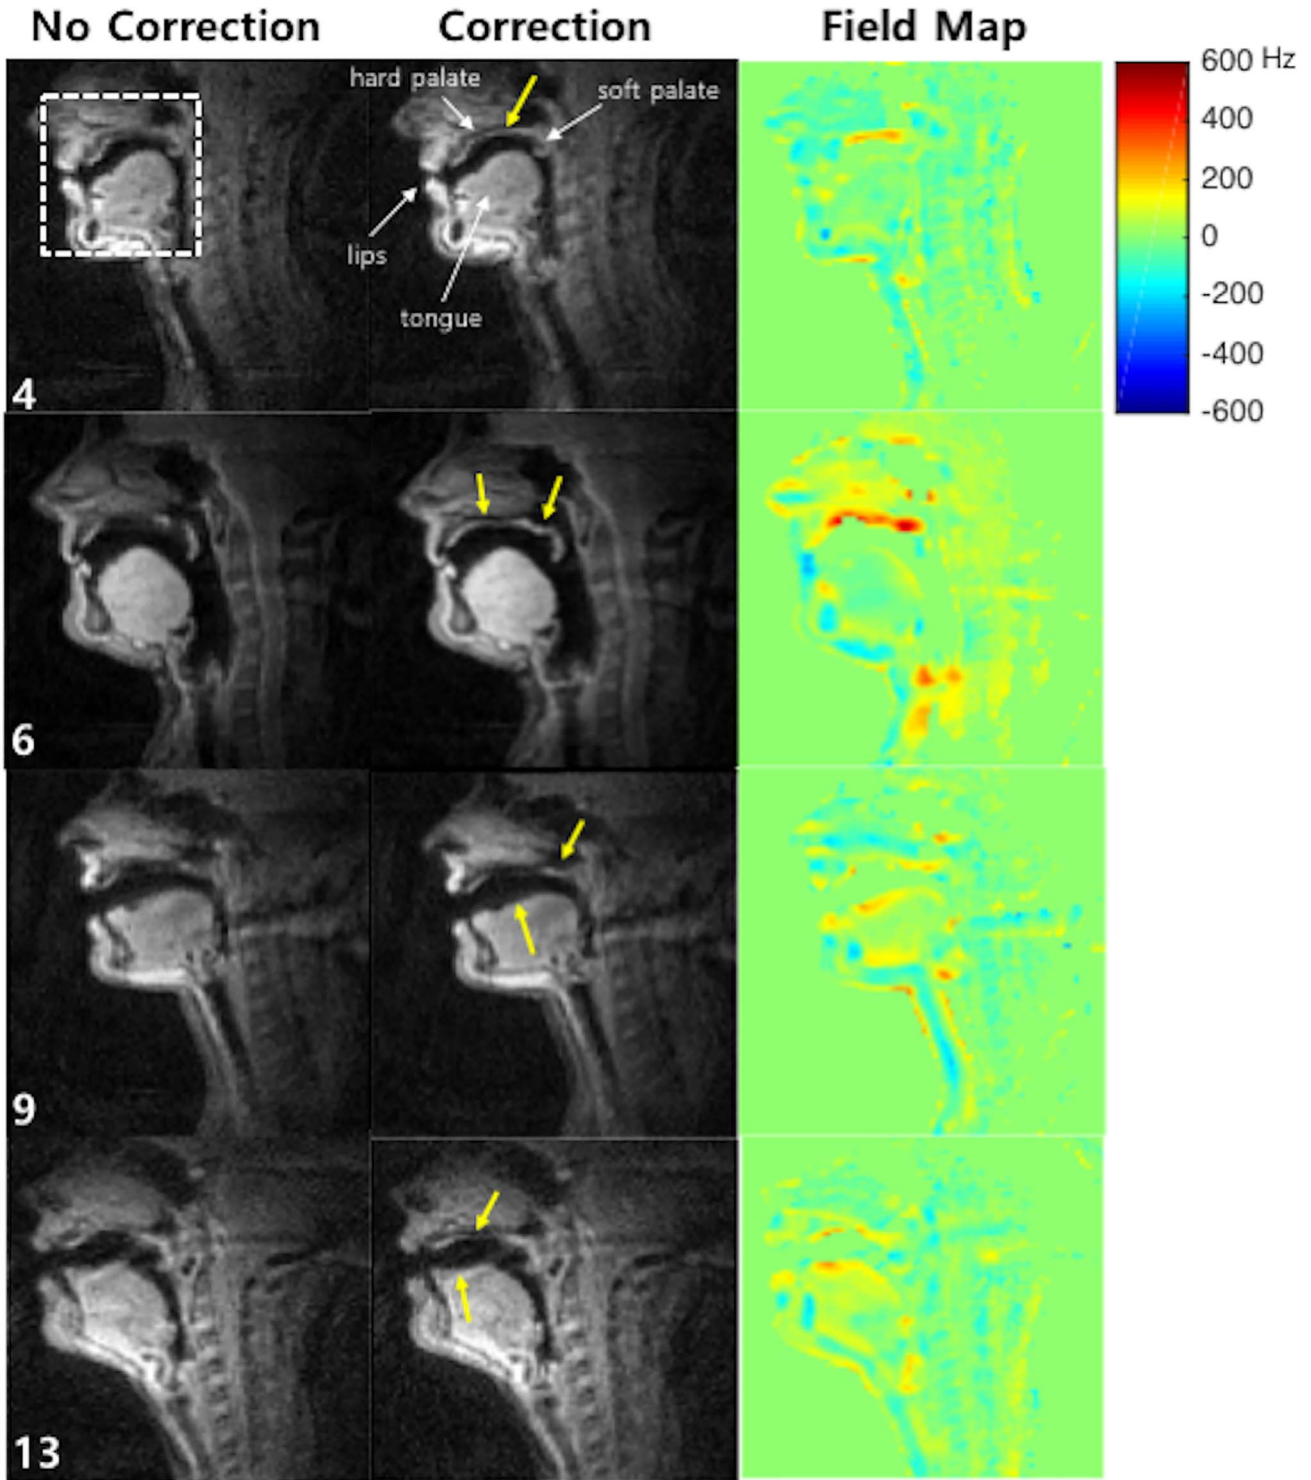 No Correction
Correction
Field Map
hard palate
soft palate
lips
tongue
4
600 Hz
400
200
0
-200
-400
-600
6
9
13